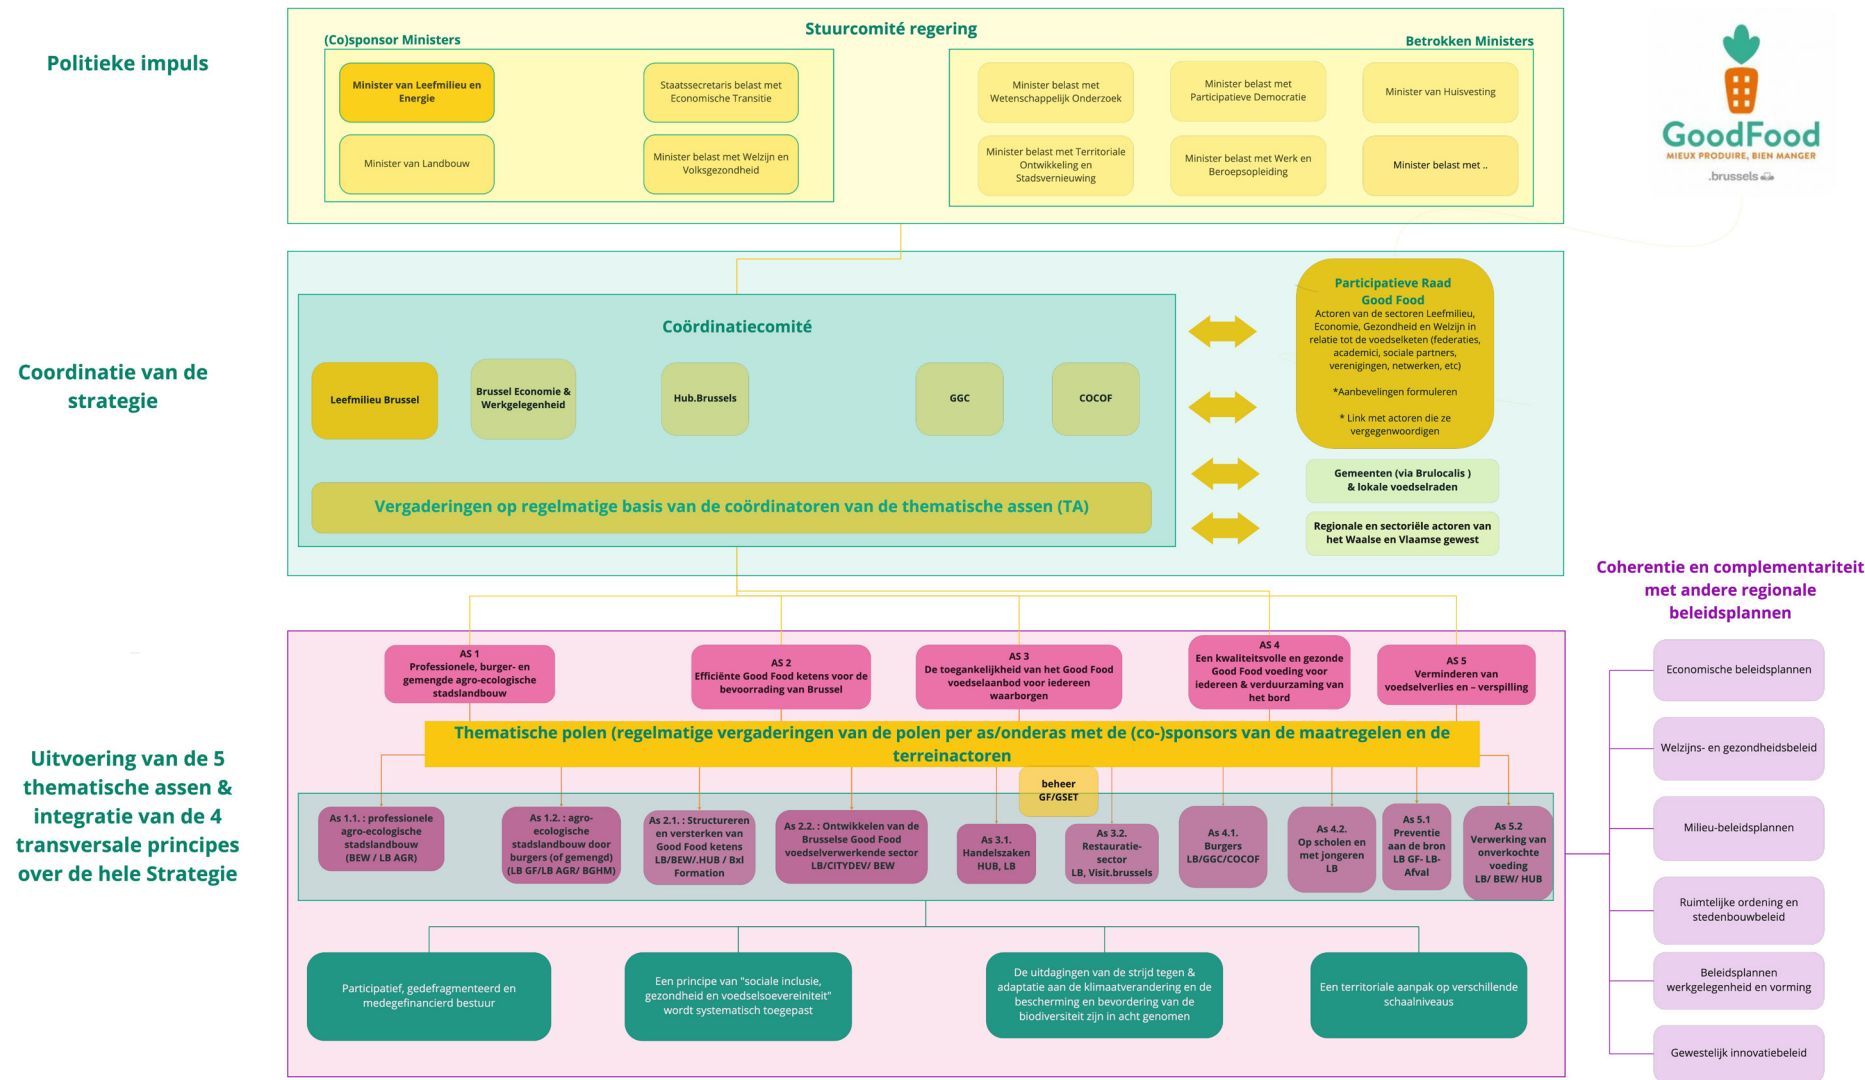 Politieke impuls
Stuurcomité regering
(Co)sponsor Ministers
Minister van Leefmilieu en
Energie
Staatssecretaris belast met
Economische Transitie
Minister van Landbouw
Minister belast met Welzijn en
Volksgezondheid
Betrokken Ministers
Minister belast met
Wetenschappelijk Onderzoek
Minister belast met
Participatieve Democratie
Minister van Huisvesting
Minister belast met Territoriale
Ontwikkeling en
Stadsvernieuwing
Minister belast met Werk en
Beroepsopleiding
Minister belast met ..
GoodFood
MIEUX PRODUIRE, BIEN MANGER
.brussels
Coordinatie van de
strategie
Coördinatiecomité
Leefmilieu Brussel
Brussel Economie &
Werkgelegenheid
Hub.Brussels
GGC
COCOF
Vergaderingen op regelmatige basis van de coördinatoren van de thematische assen (TA)
Participatieve Raad
Good Food
Actoren van de sectoren Leefmilieu,
Economie, Gezondheid en Welzijn in
relatie tot de voedselketen (federaties,
academici, sociale partners,
verenigingen, netwerken, etc)
*Aanbevelingen formuleren
* Link met actoren die ze
vergegenwoordigen
Gemeenten (via Brulocalis )
& lokale voedselraden
Regionale en sectoriële actoren van
het Waalse en Vlaamse gewest
Uitvoering van de 5
thematische assen &
integratie van de 4
transversale principes
over de hele Strategie
AS 1
Professionele, burger- en
gemengde agro-ecologische
stadslandbouw
AS 2
Efficiënte Good Food ketens voor de
bevoorrading van Brussel
AS 3
De toegankelijkheid van het Good Food
voedselaanbod voor iedereen
waarborgen
AS 4
Een kwaliteitsvolle en gezonde
Good Food voeding voor
iedereen & verduurzaming van
het bord
AS 5
Verminderen van
voedselverlies en – verspilling
Thematische polen (regelmatige vergaderingen van de polen per as/onderas met de (co-)sponsors van de maatregelen en de
terreinactoren
beheer
GF/GSET
As 1.1. : professionele
agro-ecologische
stadslandbouw
(BEW / LB AGR)
As 1.2. : agro-
ecologische
stadslandbouw door
burgers (of gemengd)
(LB GF/LB AGR/ BGHM)
As 2.1. : Structureren
en versterken van
Good Food ketens
LB/BEW/.HUB / Bxl
Formation
As 2.2. : Ontwikkelen van de
Brusselse Good Food
voedselverwerkende sector
LB/CITYDEV/ BEW
As 3.1.
Handelszaken
HUB, LB
As 3.2.
Restauratie-
sector
LB, Visit.brussels
As 4.1.
Burgers
LB/GGC/COCOF
As 4.2.
Op scholen en
met jongeren
LB
As 5.1
Preventie
aan de bron
LB GF- LB-
Afval
As 5.2
Verwerking van
onverkochte
voeding
LB/ BEW/ HUB
Participatief, gedefragmenteerd en
medegefinancierd bestuur
Een principe van "sociale inclusie,
gezondheid en voedselsoevereiniteit"
wordt systematisch toegepast
De uitdagingen van de strijd tegen &
adaptatie aan de klimaatverandering en de
bescherming en bevordering van de
biodiversiteit zijn in acht genomen
Een territoriale aanpak op verschillende
schaalniveaus
Coherentie en complementariteit
met andere regionale
beleidsplannen
Economische beleidsplannen
Welzijns- en gezondheidsbeleid
Milieu-beleidsplannen
Ruimtelijke ordening en
stedenbouwbeleid
Beleidsplannen
werkgelegenheid en vorming
Gewestelijk innovatiebeleid